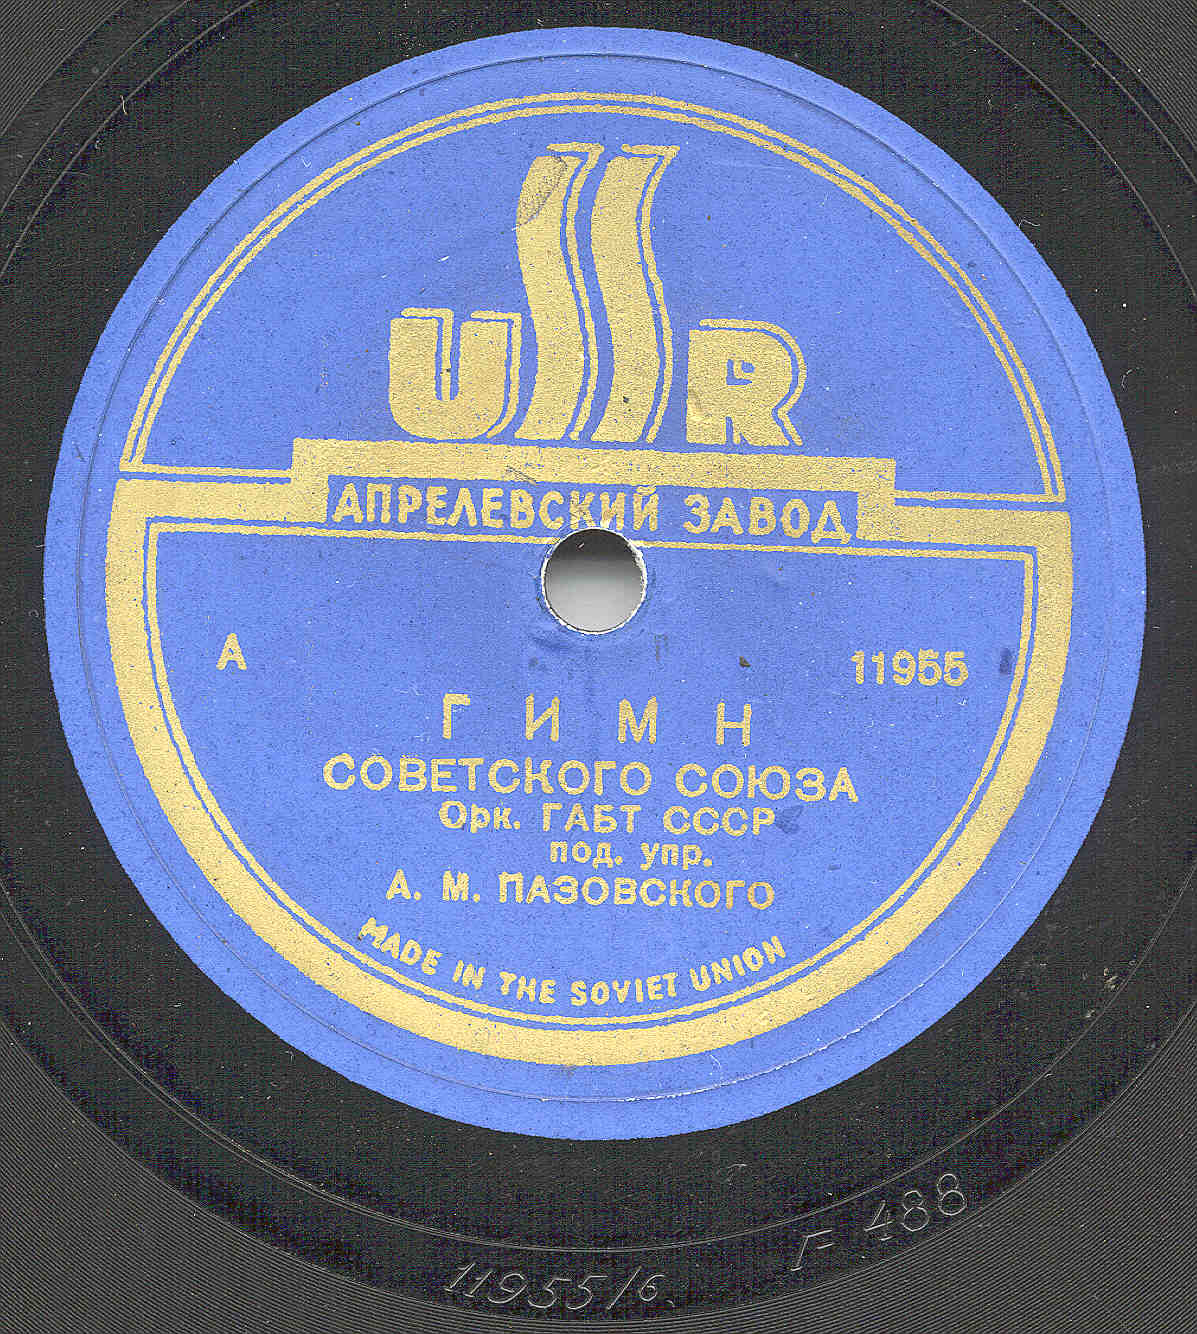 USSR
АПРЕЛЕВСКИЙ ЗАВОД
А 11955
ГИМН
СОВЕТСКОГО СОЮЗА
Орк. ГАБТ СССР
под. упр.
А. М. ПАЗОВСКОГО
MADE IN THE SOVIET UNION
11955/6
Г 488